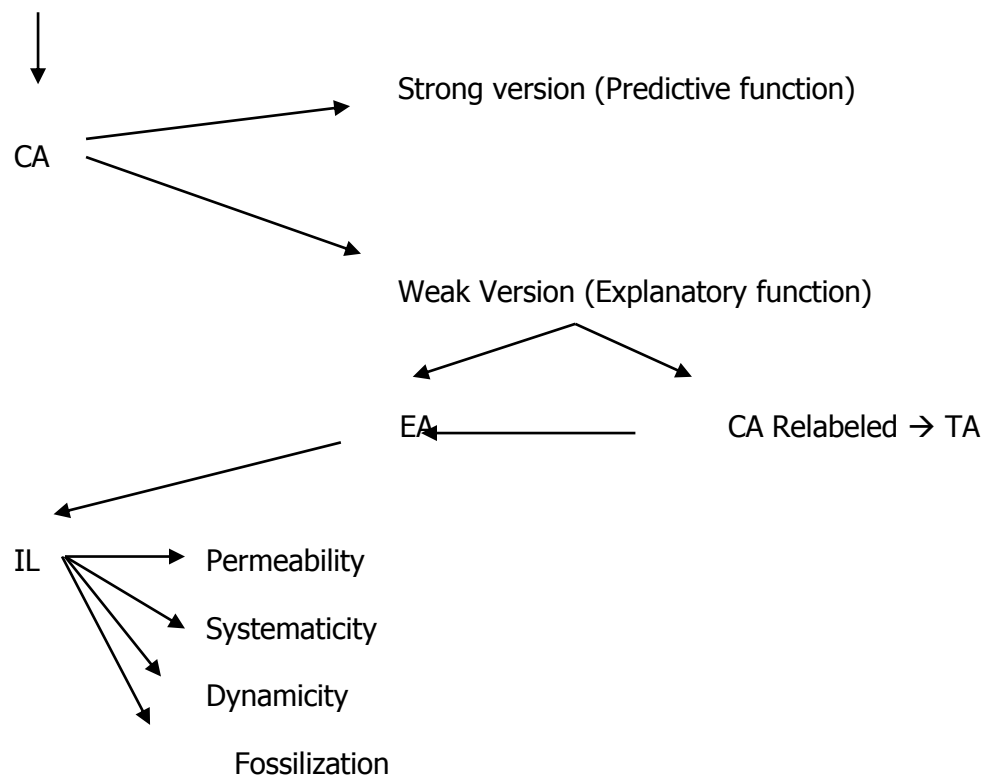 Strong version (Predictive function)
CA
Weak Version (Explanatory function)
EA
CA Relabeled → TA
IL
Permeability
Systematicity
Dynamicity
Fossilization